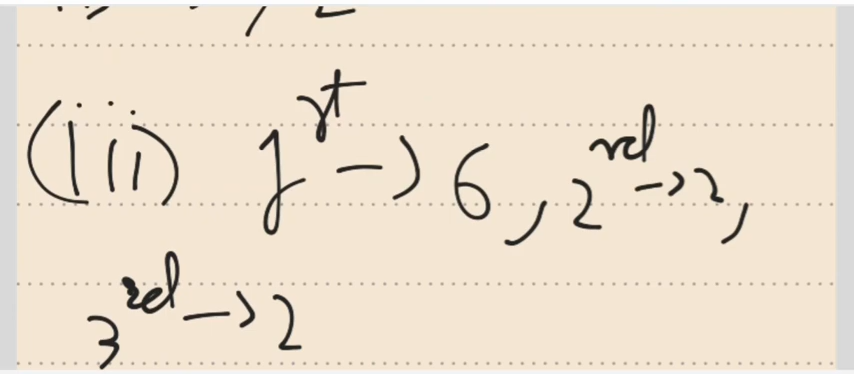 (iii) 1st -> 6, 2nd -> 2,
3rd -> 2